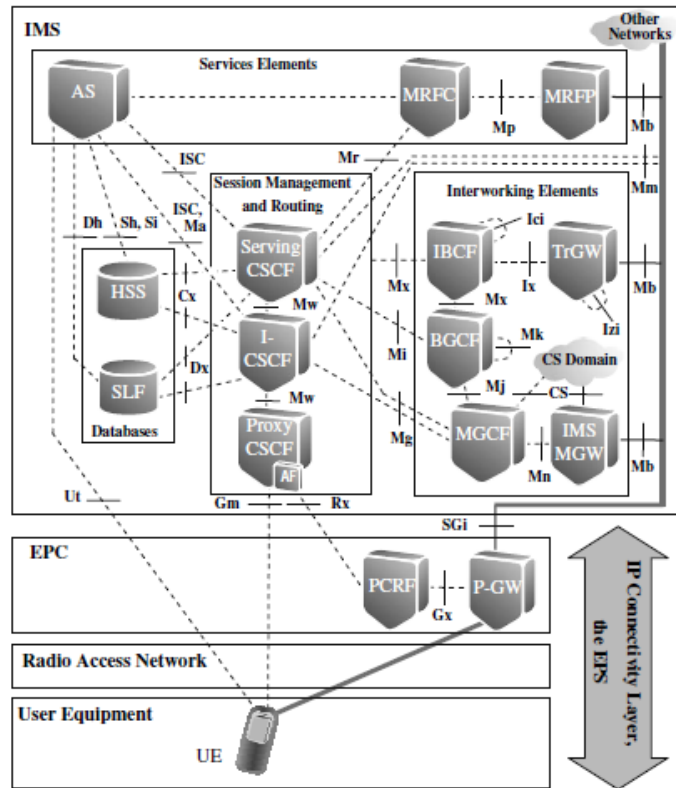 IMS
Other
Networks
Services Elements
AS
MRFC
MRFP
Mp
Mb
ISC
Mr
Mm
Session Management
and Routing
Interworking Elements
ISC,
Ma
Dh
Sh, Si
Serving
CSCF
IBCF
Ici
TrGW
HSS
Cx
Mx
Ix
Mb
Mw
Mx
Izi
I-
CSCF
BGCF
Mk
Mi
CS Domain
SLF
Dx
Mj
CS
Databases
Mw
Proxy
CSCF
AF
Mg
MGCF
Mn
IMS
MGW
Mb
Ut
Gm
Rx
SGi
EPC
PCRF
P-GW
Gx
IP Connectivity Layer,
the EPS
Radio Access Network
User Equipment
UE